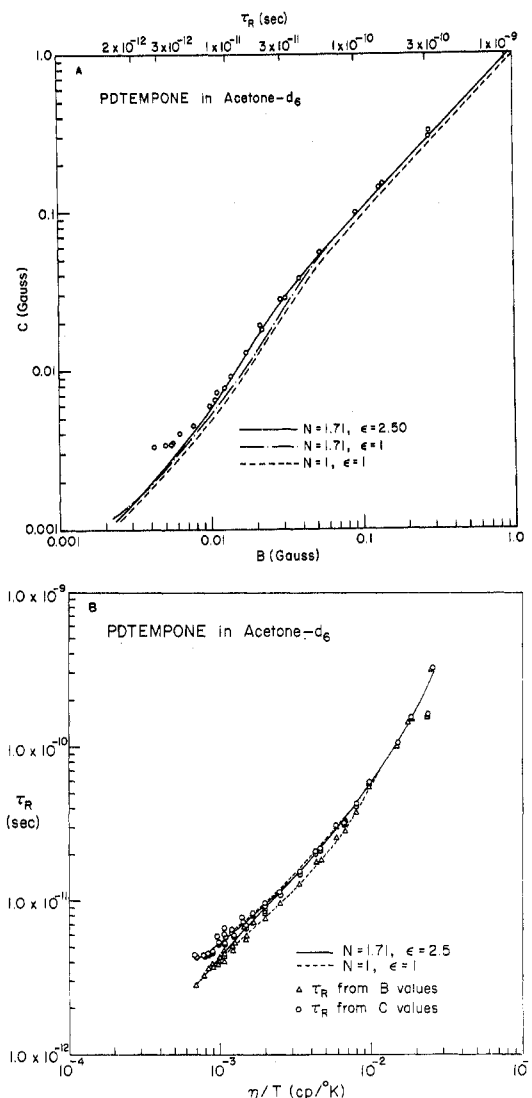 τR (sec)
2 x 10⁻¹² 3 x 10⁻¹² 1 x 10⁻¹¹ 3 x 10⁻¹¹ 1 x 10⁻¹⁰ 3 x 10⁻¹⁰ 1 x 10⁻⁹
1.0
A
PDTEMPONE in Acetone-d₆
0.1
C (Gauss)
0.01
N = 1.71, ε = 2.50
N = 1.71, ε = 1
N = 1, ε = 1
0.001
0.001 0.01 0.1 1.0
B (Gauss)
1.0 x 10⁻⁹
B
PDTEMPONE in Acetone-d₆
1.0 x 10⁻¹⁰
τR
(sec)
1.0 x 10⁻¹¹
N = 1.71, ε = 2.5
N = 1, ε = 1
△ τR from B values
○ τR from C values
1.0 x 10⁻¹²
10⁻⁴ 10⁻³ 10⁻²
η/T (cp/°K)